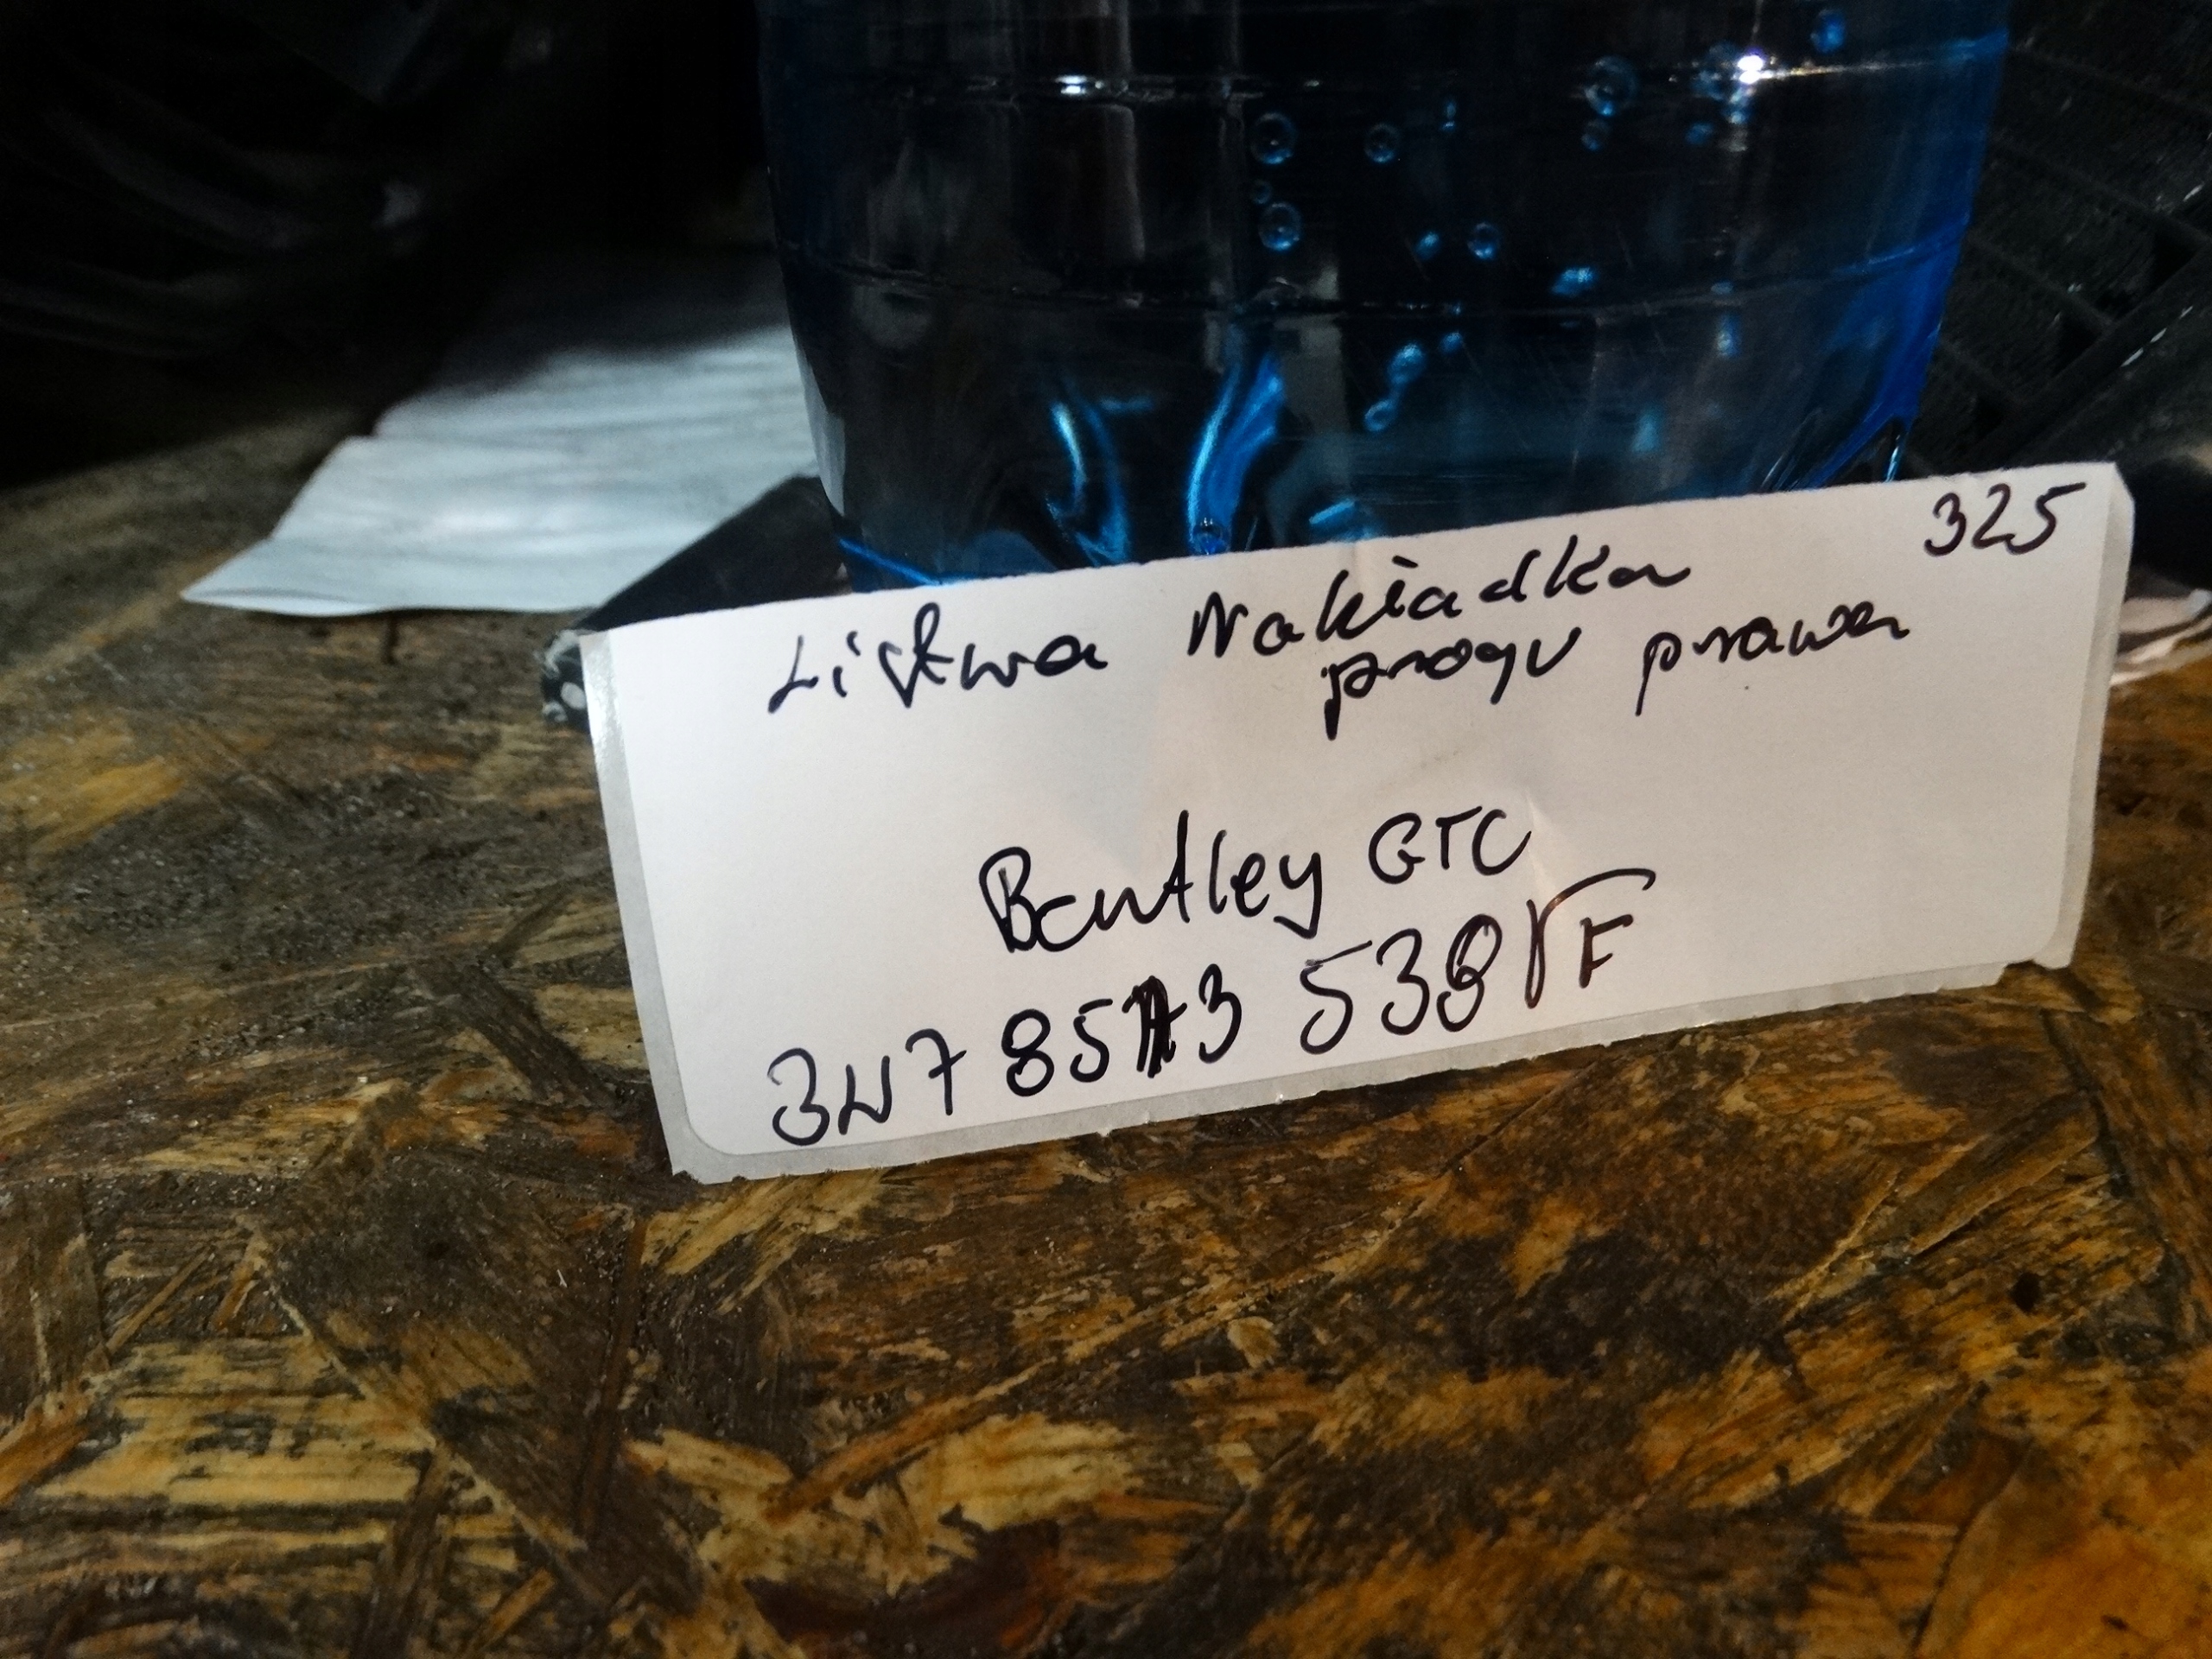 325
Listwa Nakładka
progu prawa
Bentley GTC
3W7 853 538 F